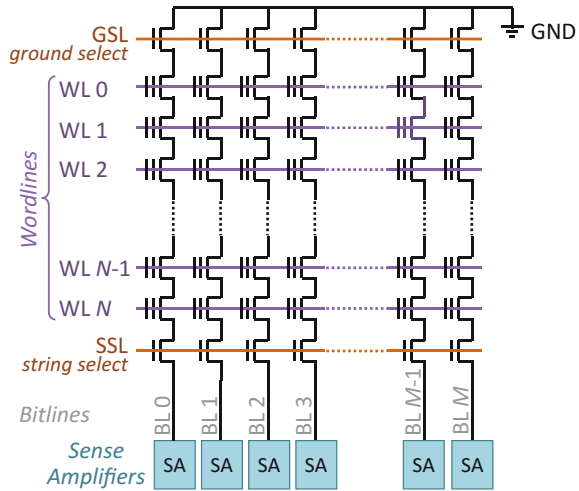 GSL
ground select
GND
WL 0
WL 1
WL 2
Wordlines
WL N-1
WL N
SSL
string select
Bitlines
BL 0
BL 1
BL 2
BL 3
BL M-1
BL M
Sense
Amplifiers
SA
SA
SA
SA
SA
SA